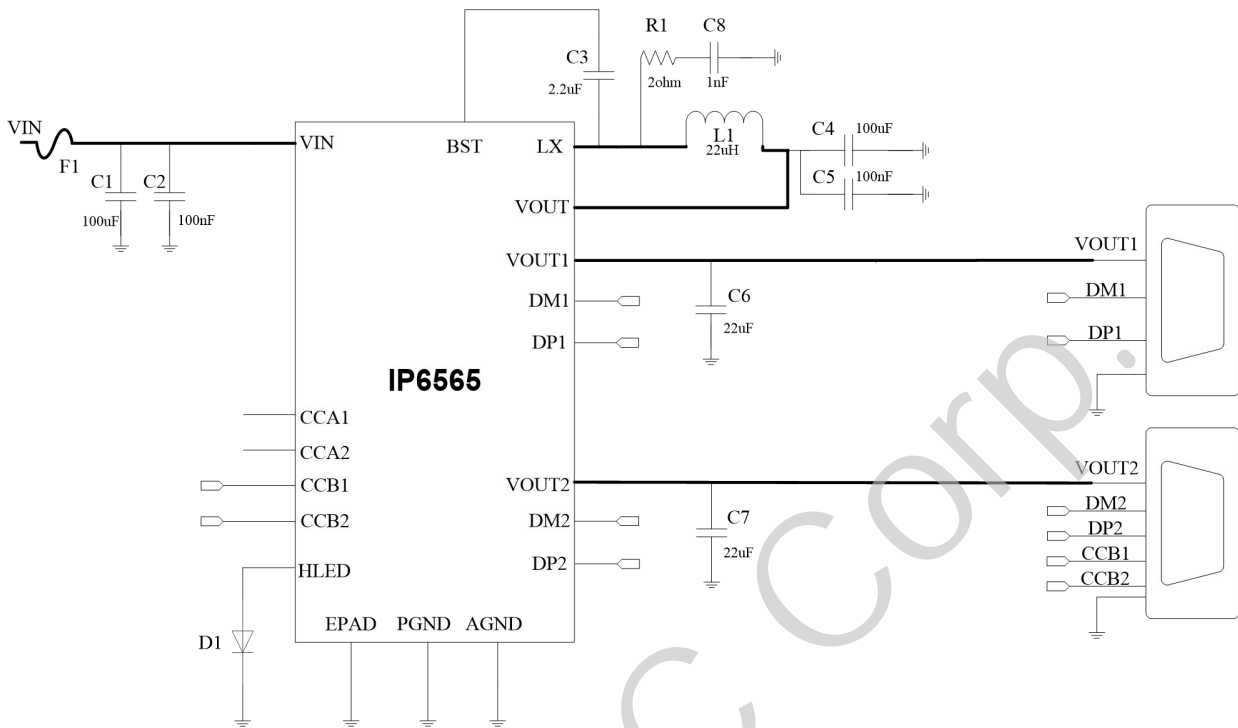 R1
C8
C3
2.2uF
2ohm
1nF
VIN
F1
VIN
BST
LX
L1
22uH
C4
100uF
C1
C2
100uF
100nF
C5
100nF
VOUT
VOUT1
VOUT1
DM1
C6
22uF
DM1
DP1
DP1
IP6565
CCA1
CCA2
CCB1
CCB2
VOUT2
VOUT2
DM2
C7
22uF
DM2
DP2
DP2
CCB1
CCB2
HLED
D1
EPAD
PGND
AGND
C Corp.